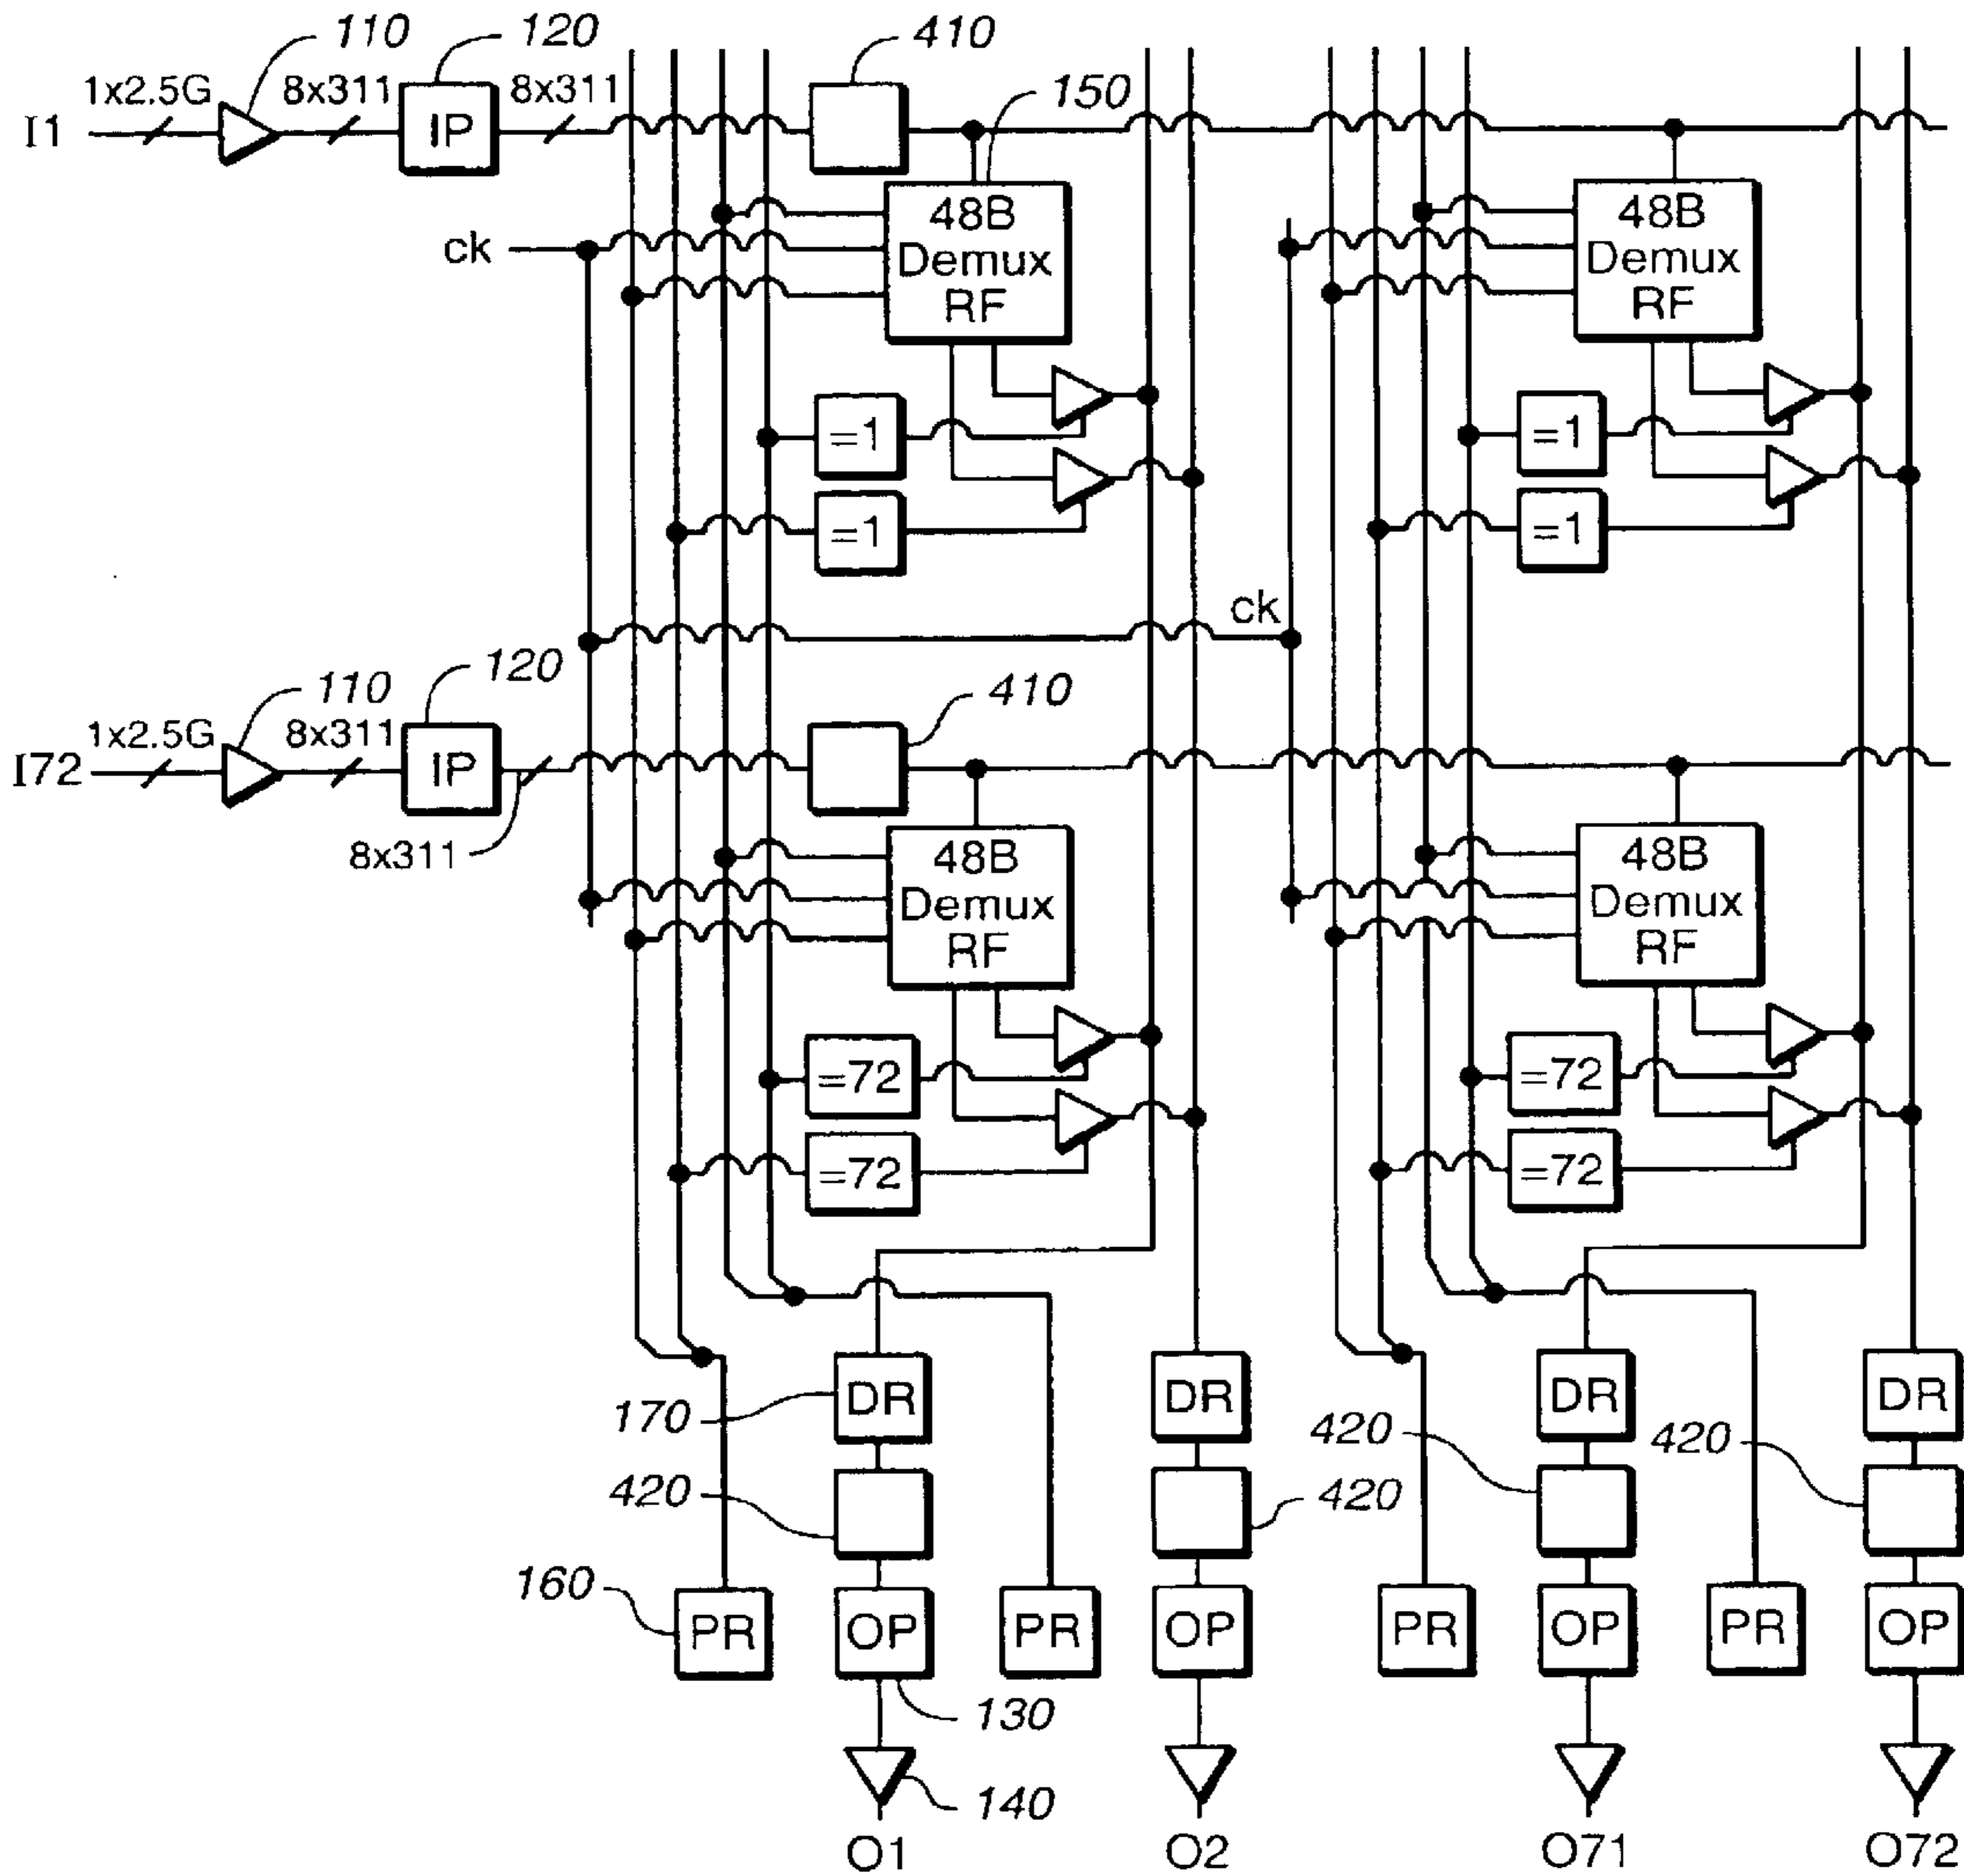 110
120
410
1x2.5G
8x311
8x311
150
I1
IP
48B
Demux
RF
48B
Demux
RF
ck
=1
=1
=1
=1
ck
120
110
410
1x2.5G
8x311
I72
IP
8x311
48B
Demux
RF
48B
Demux
RF
=72
=72
=72
=72
170
DR
DR
420
DR
420
DR
420
420
160
PR
OP
PR
OP
PR
OP
PR
OP
130
140
O1
O2
O71
O72